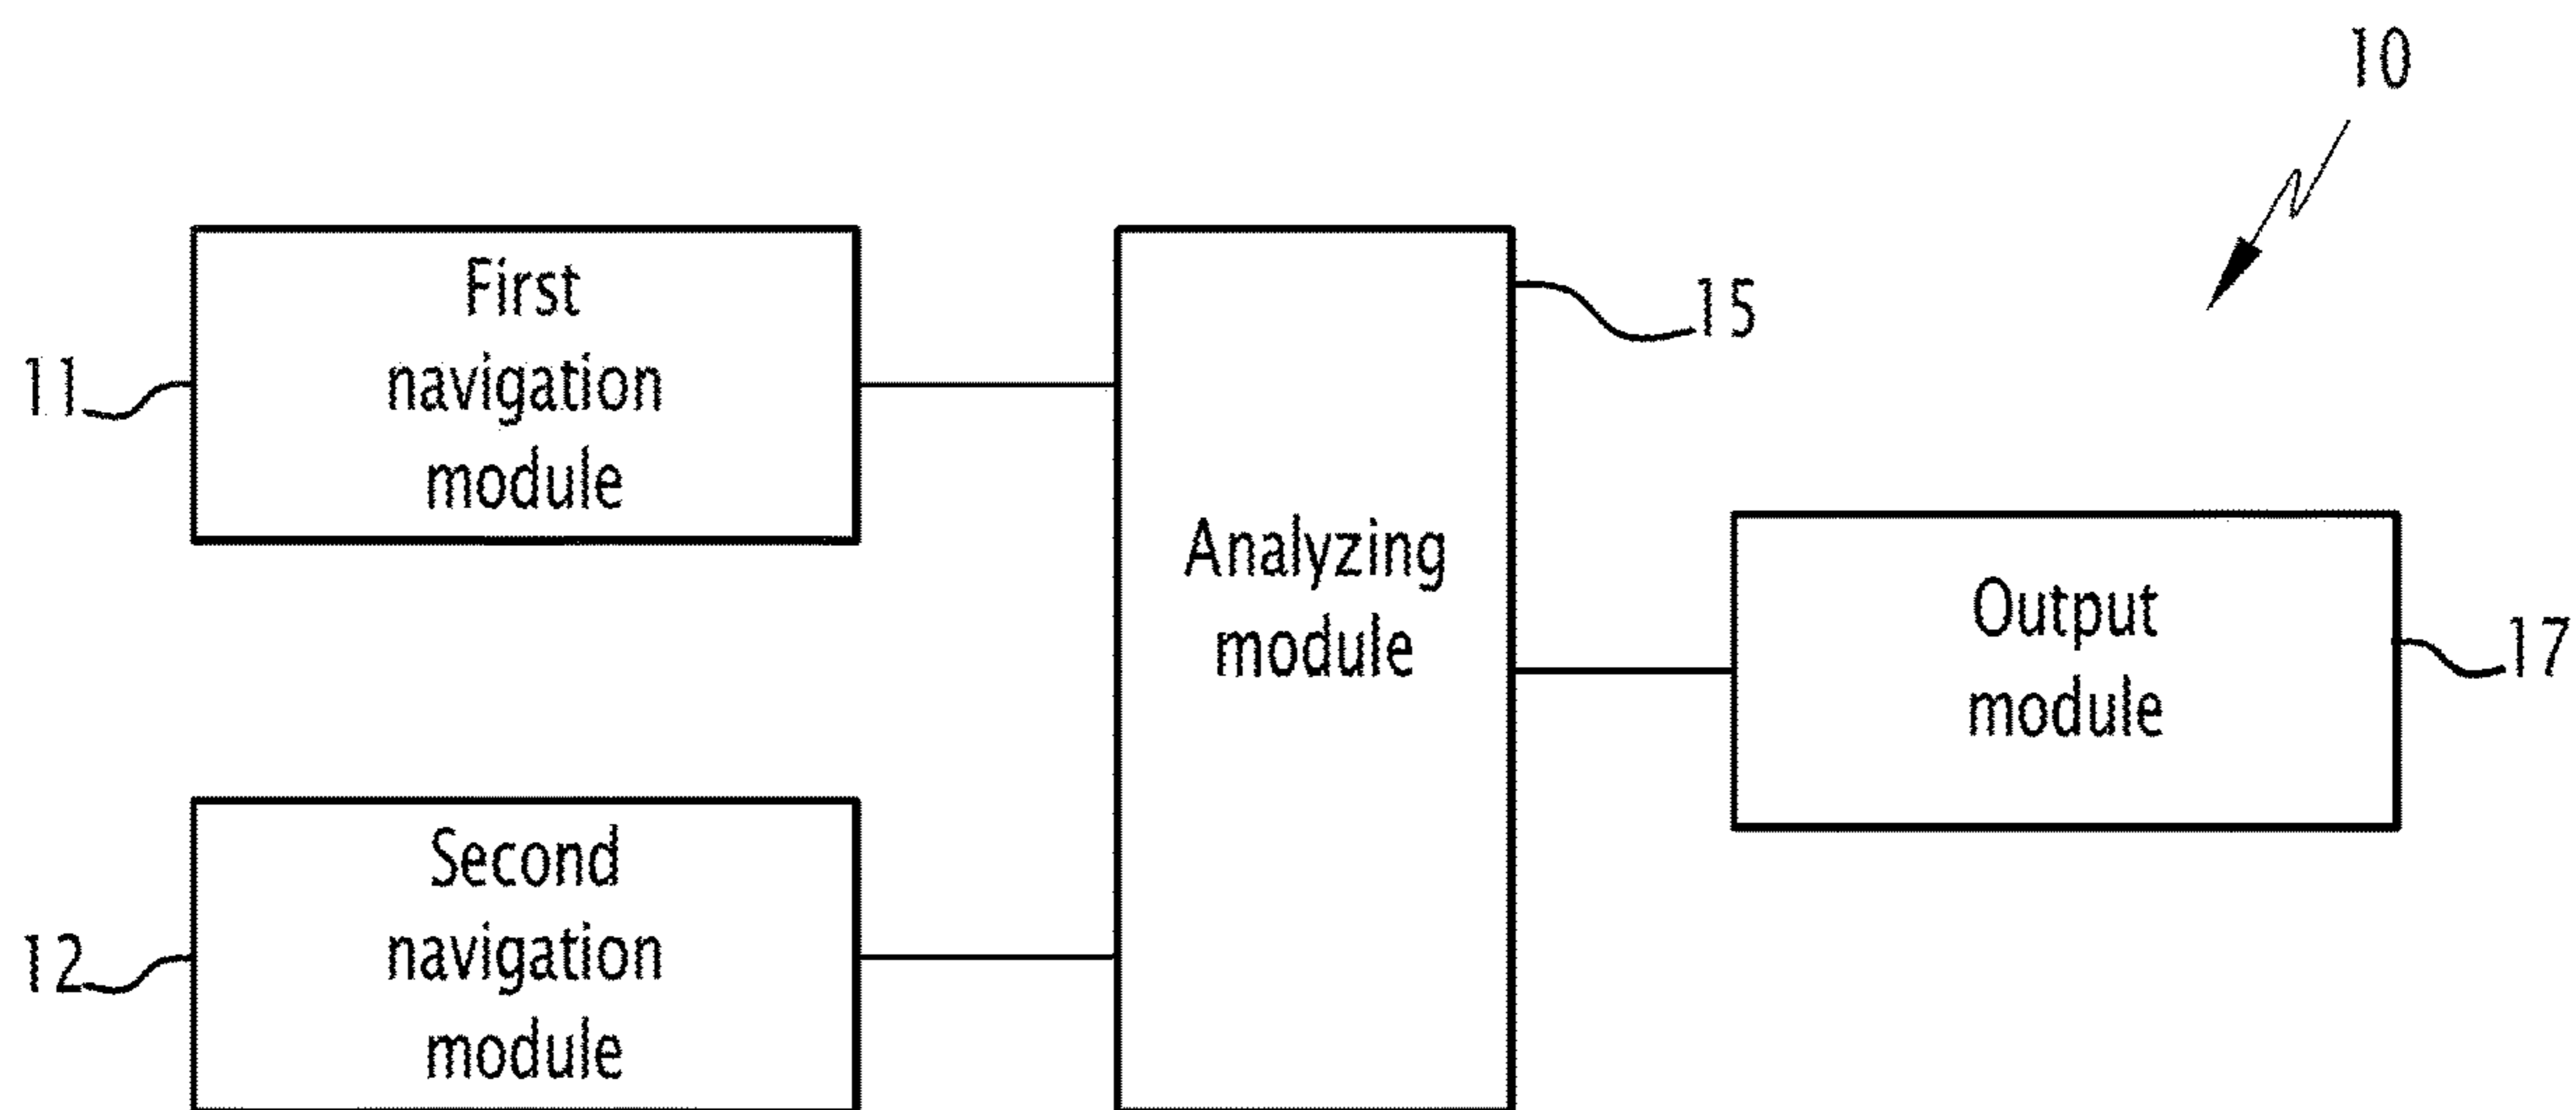 10
First
navigation
module
11
15
Analyzing
module
Output
module
17
Second
navigation
module
12